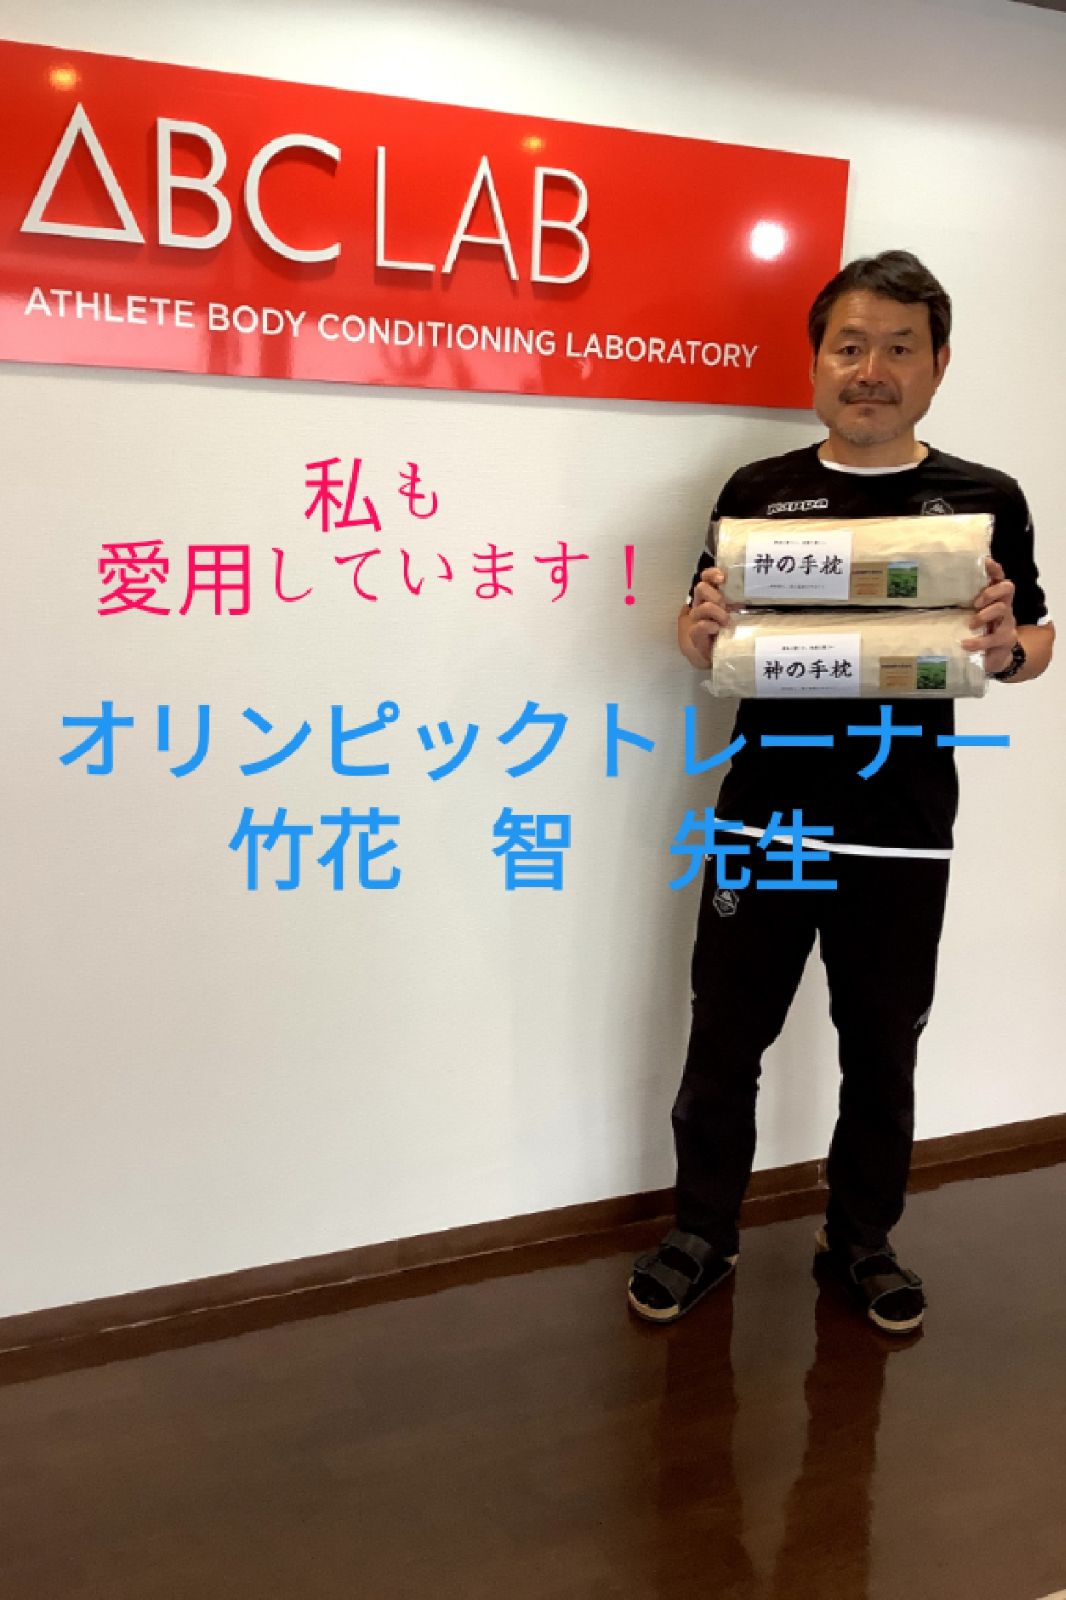 ABC LAB
ATHLETE BODY CONDITIONING LABORATORY
私も
愛用しています!
kappa
神の手枕
神の手枕
オリンピックトレーナー
竹花 智 先生